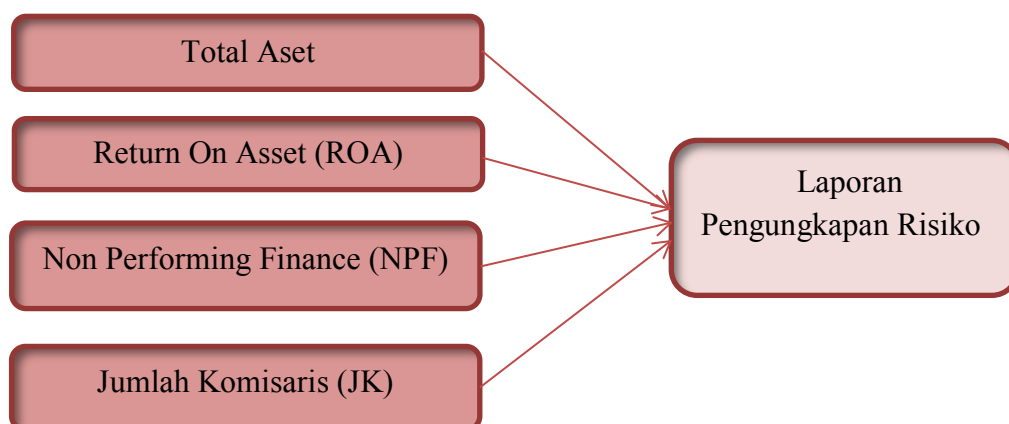 Total Aset
Return On Asset (ROA)
Non Performing Finance (NPF)
Jumlah Komisaris (JK)
Laporan
Pengungkapan Risiko